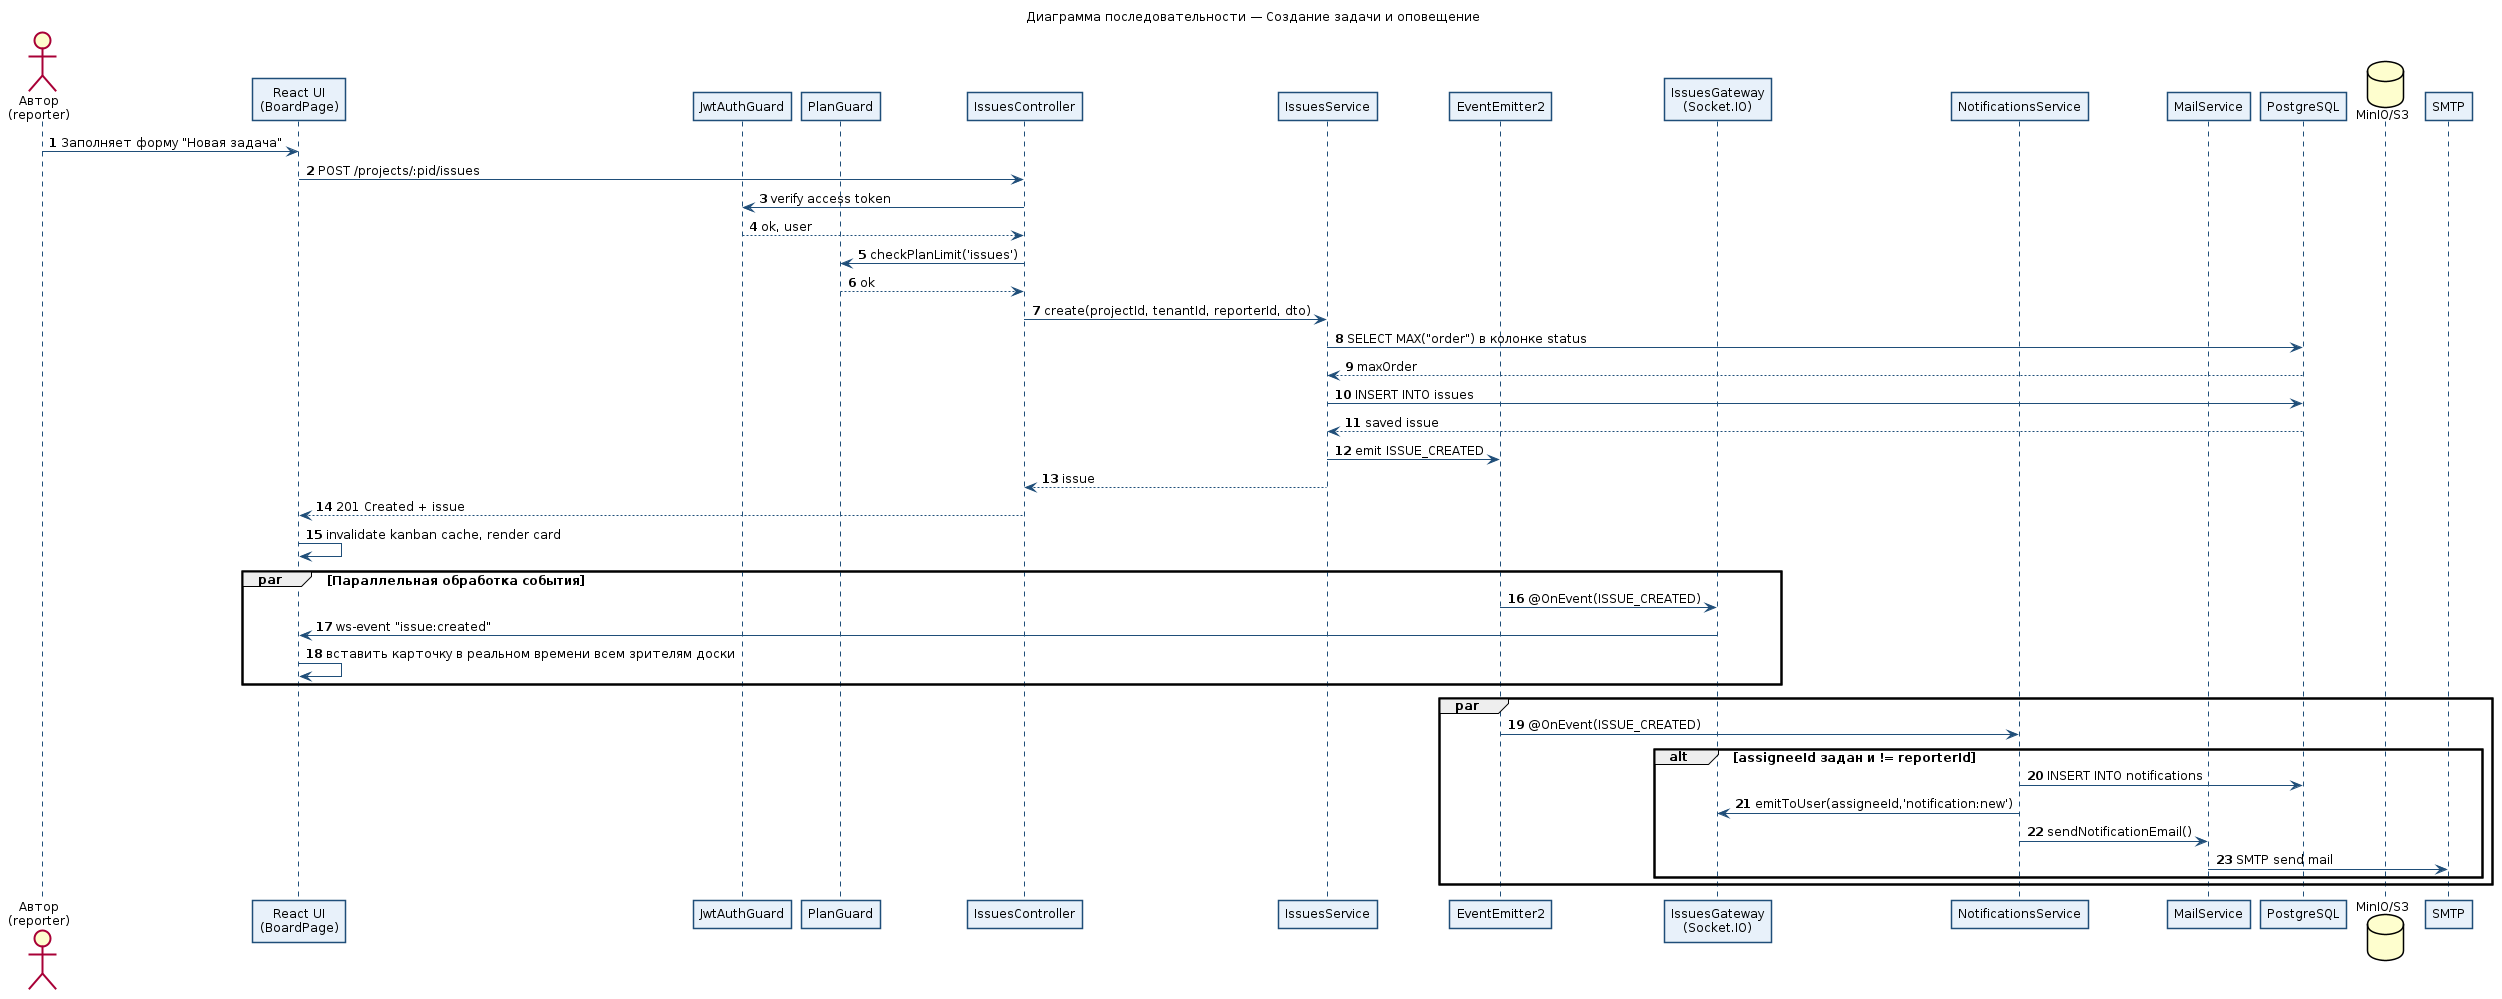 Диаграмма последовательности — Создание задачи и оповещение
Автор
(reporter)
React UI
(BoardPage)
JwtAuthGuard
PlanGuard
IssuesController
IssuesService
EventEmitter2
IssuesGateway
(Socket.IO)
NotificationsService
MailService
PostgreSQL
MinIO/S3
SMTP
1 Заполняет форму "Новая задача"
2 POST /projects/:pid/issues
3 verify access token
4 ok, user
5 checkPlanLimit('issues')
6 ok
7 create(projectId, tenantId, reporterId, dto)
8 SELECT MAX("order") в колонке status
9 maxOrder
10 INSERT INTO issues
11 saved issue
12 emit ISSUE_CREATED
13 issue
14 201 Created + issue
15 invalidate kanban cache, render card
par [Параллельная обработка события]
16 @OnEvent(ISSUE_CREATED)
17 ws-event "issue:created"
18 вставить карточку в реальном времени всем зрителям доски
par
19 @OnEvent(ISSUE_CREATED)
alt [assigneeId задан и != reporterId]
20 INSERT INTO notifications
21 emitToUser(assigneeId,'notification:new')
22 sendNotificationEmail()
23 SMTP send mail
Автор
(reporter)
React UI
(BoardPage)
JwtAuthGuard
PlanGuard
IssuesController
IssuesService
EventEmitter2
IssuesGateway
(Socket.IO)
NotificationsService
MailService
PostgreSQL
MinIO/S3
SMTP